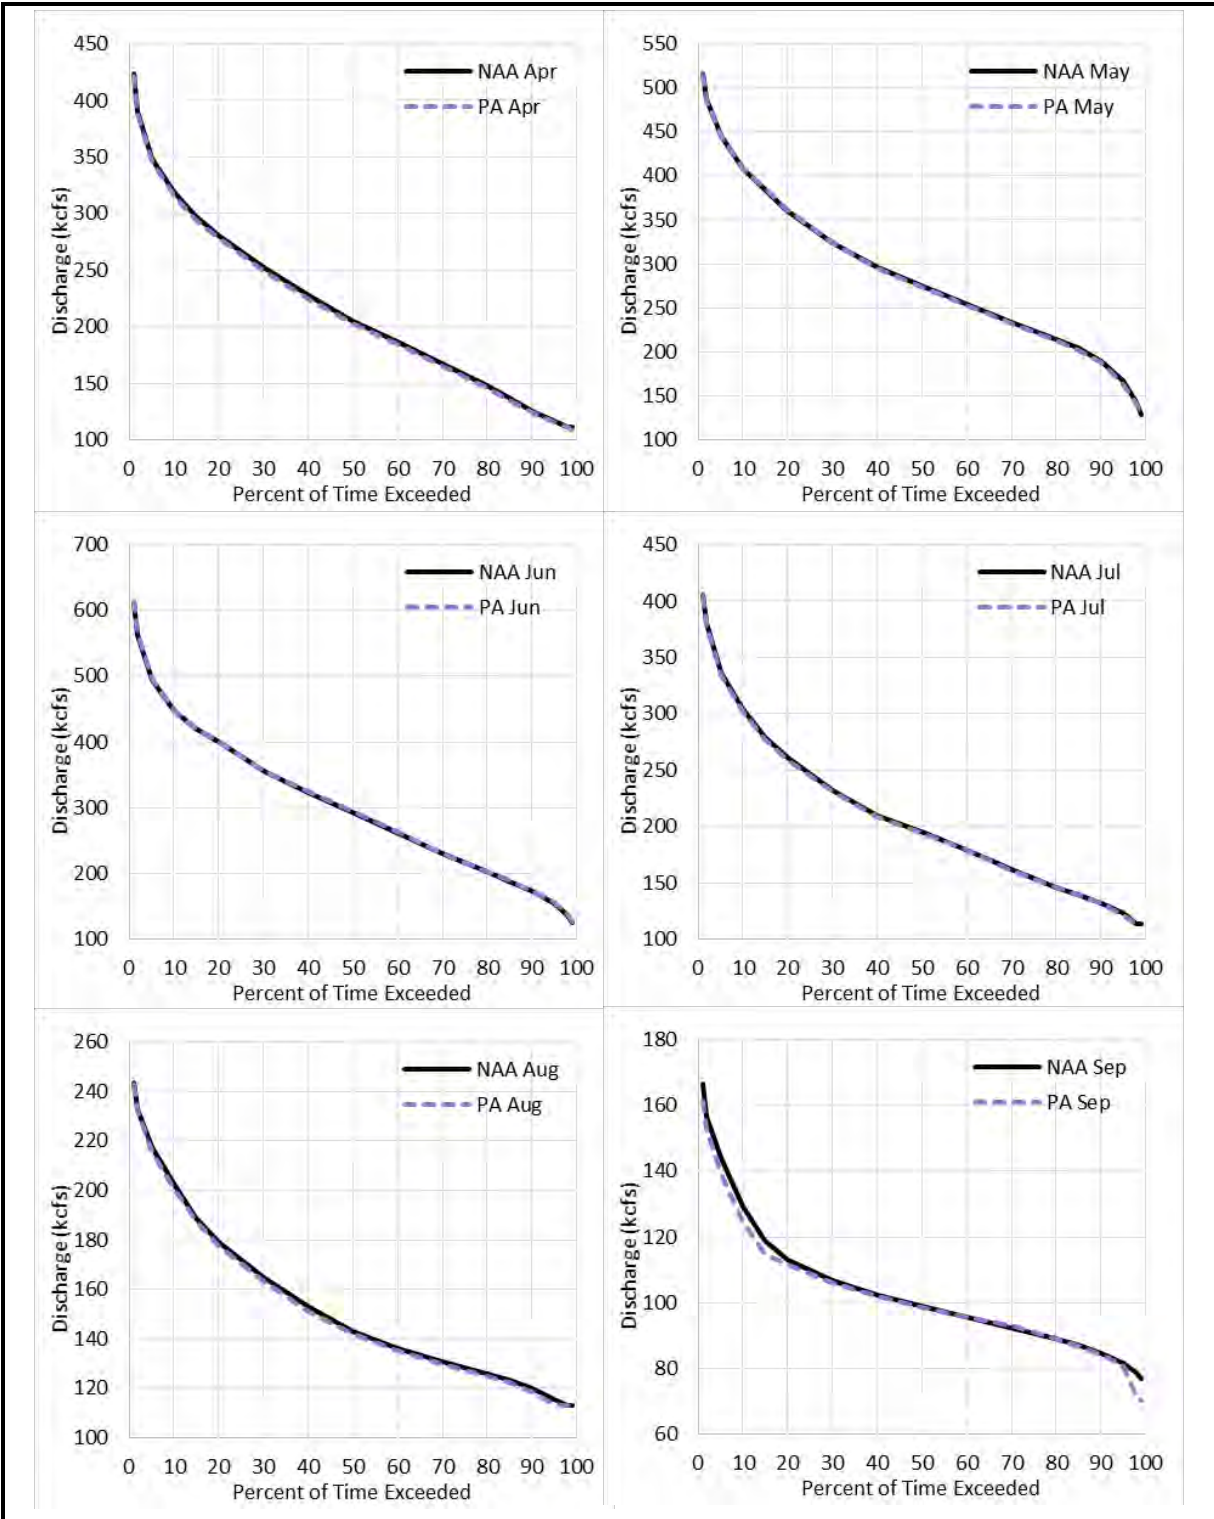 450
400
350
300
250
200
150
100
Discharge (kcfs)
NAA Apr
PA Apr
0 10 20 30 40 50 60 70 80 90 100
Percent of Time Exceeded
550
500
450
400
350
300
250
200
150
100
Discharge (kcfs)
NAA May
PA May
0 10 20 30 40 50 60 70 80 90 100
Percent of Time Exceeded
700
600
500
400
300
200
100
Discharge (kcfs)
NAA Jun
PA Jun
0 10 20 30 40 50 60 70 80 90 100
Percent of Time Exceeded
450
400
350
300
250
200
150
100
Discharge (kcfs)
NAA Jul
PA Jul
0 10 20 30 40 50 60 70 80 90 100
Percent of Time Exceeded
260
240
220
200
180
160
140
120
100
Discharge (kcfs)
NAA Aug
PA Aug
0 10 20 30 40 50 60 70 80 90 100
Percent of Time Exceeded
180
160
140
120
100
80
60
Discharge (kcfs)
NAA Sep
PA Sep
0 10 20 30 40 50 60 70 80 90 100
Percent of Time Exceeded